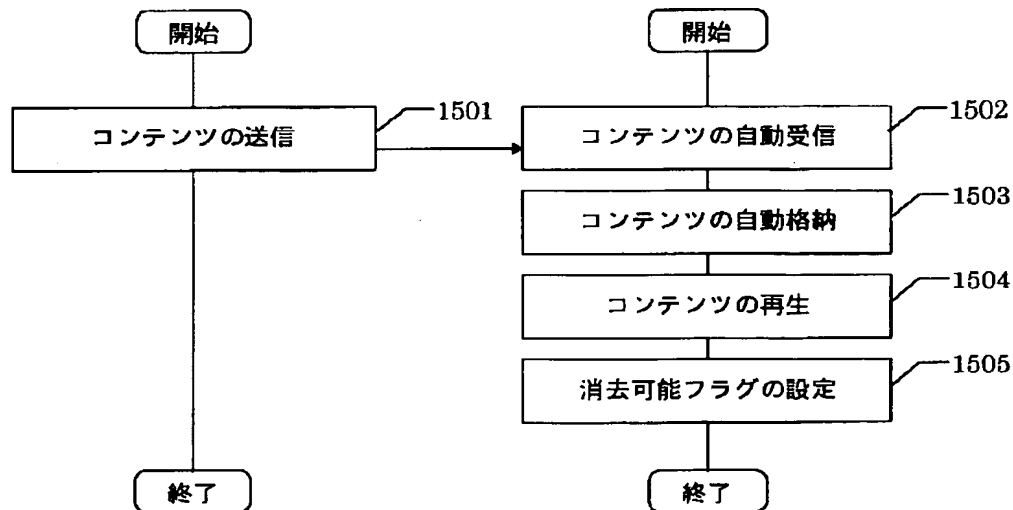 開始
開始
コンテンツの送信
1501
コンテンツの自動受信
1502
コンテンツの自動格納
1503
コンテンツの再生
1504
消去可能フラグの設定
1505
終了
終了